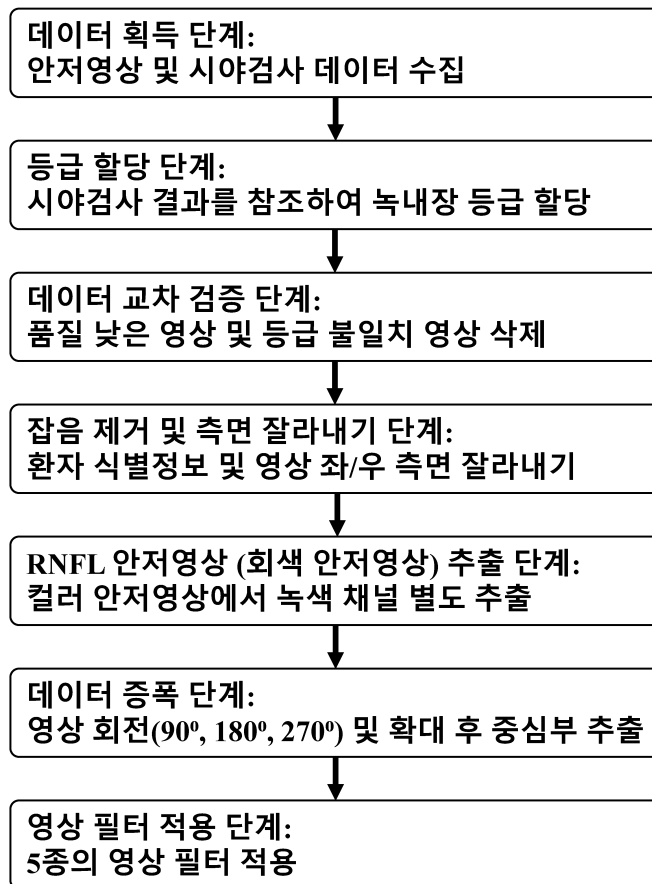 데이터 획득 단계:
안저영상 및 시야검사 데이터 수집
등급 할당 단계:
시야검사 결과를 참조하여 녹내장 등급 할당
데이터 교차 검증 단계:
품질 낮은 영상 및 등급 불일치 영상 삭제
잡음 제거 및 측면 잘라내기 단계:
환자 식별정보 및 영상 좌/우 측면 잘라내기
RNFL 안저영상 (회색 안저영상) 추출 단계:
컬러 안저영상에서 녹색 채널 별도 추출
데이터 증폭 단계:
영상 회전(90⁰, 180⁰, 270⁰) 및 확대 후 중심부 추출
영상 필터 적용 단계:
5종의 영상 필터 적용